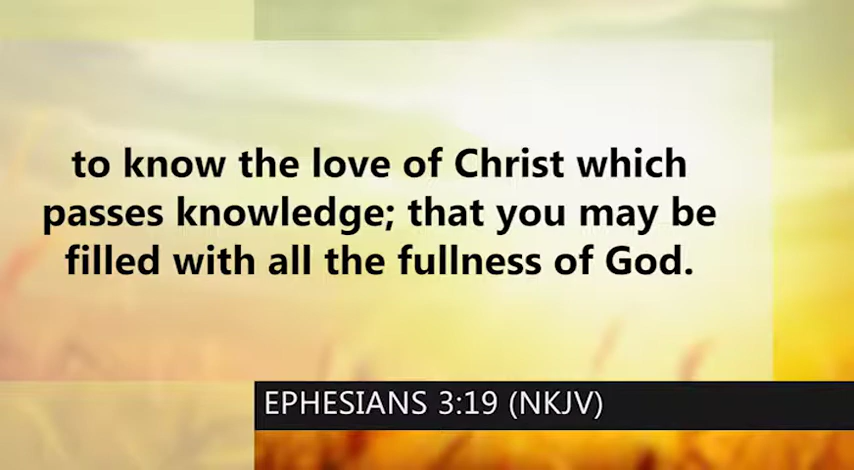 to know the love of Christ which
passes knowledge; that you may be
filled with all the fullness of God.
EPHESIANS 3:19 (NKJV)